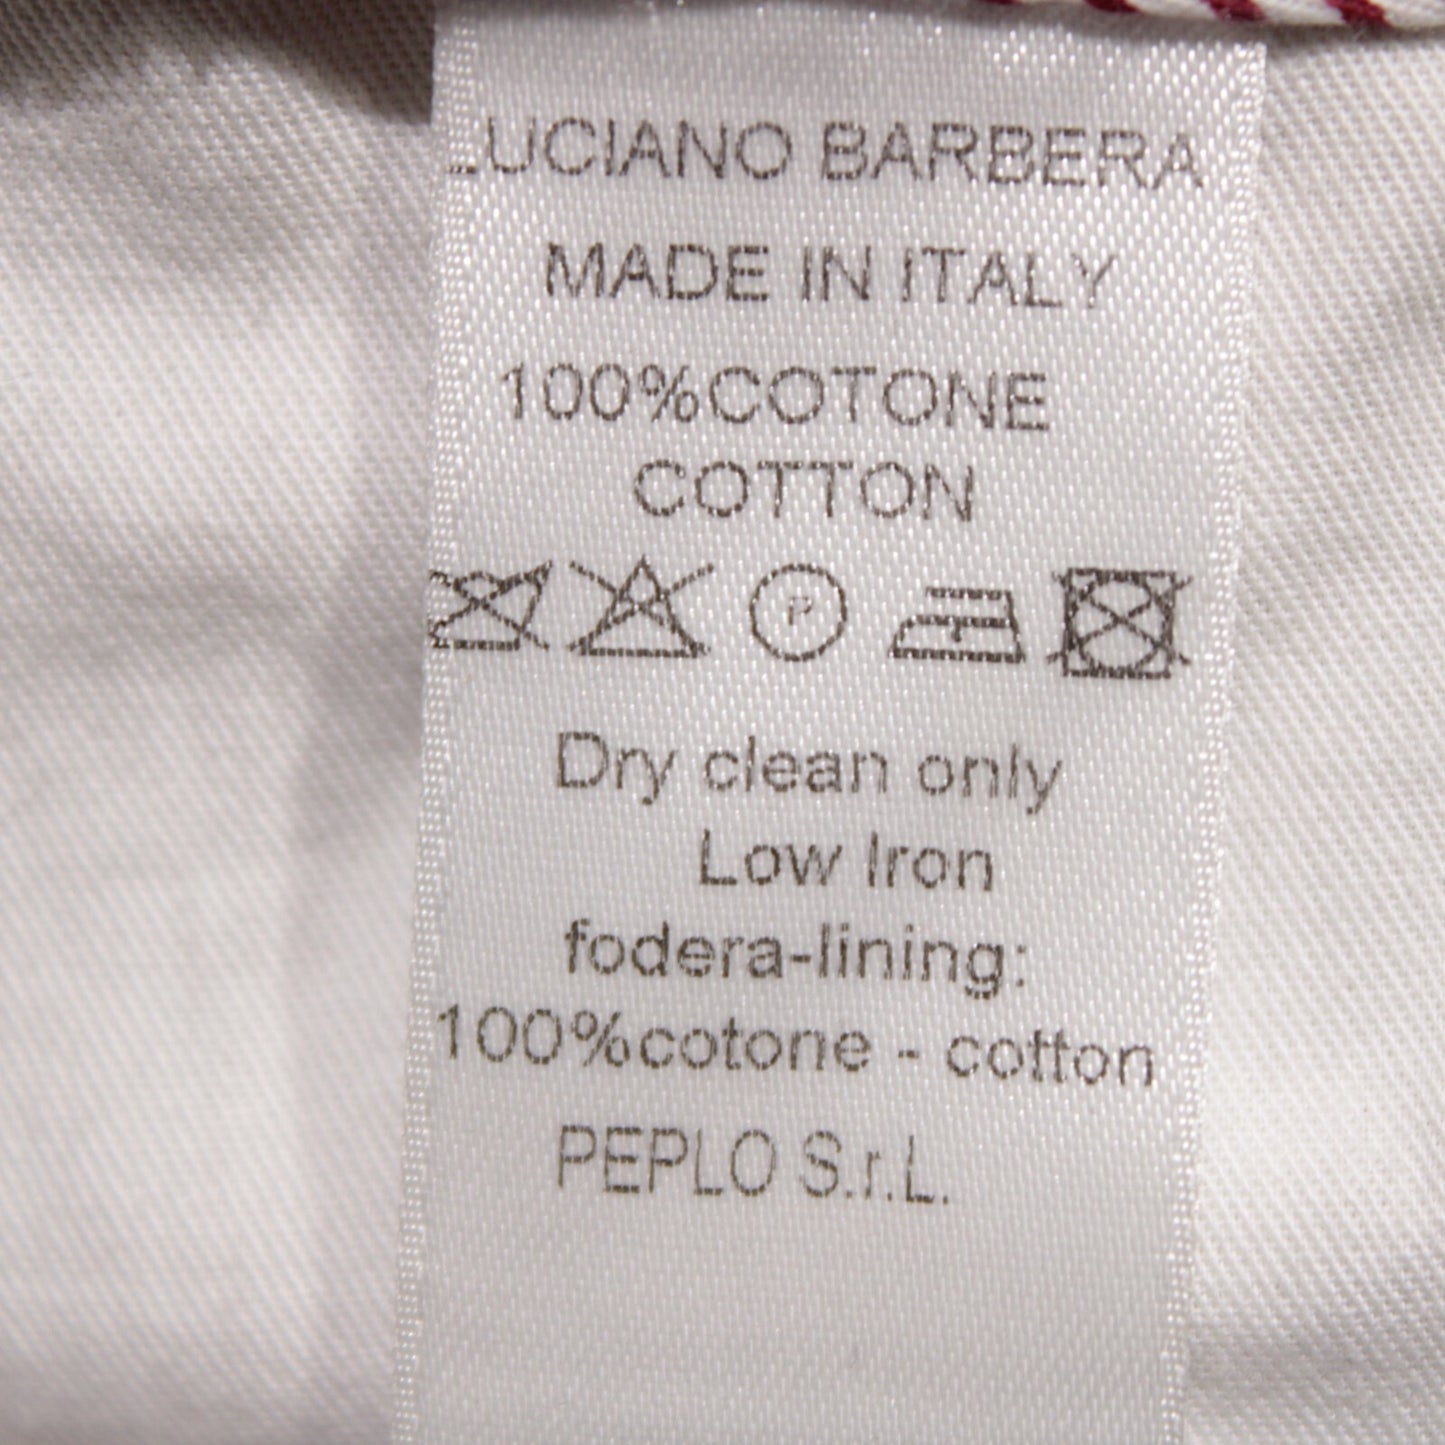 LUCIANO BARBERA
MADE IN ITALY
100%COTONE
COTTON
P
Dry clean only
Low Iron
fodera-lining:
100%cotone - cotton
PEPLO S.r.L.